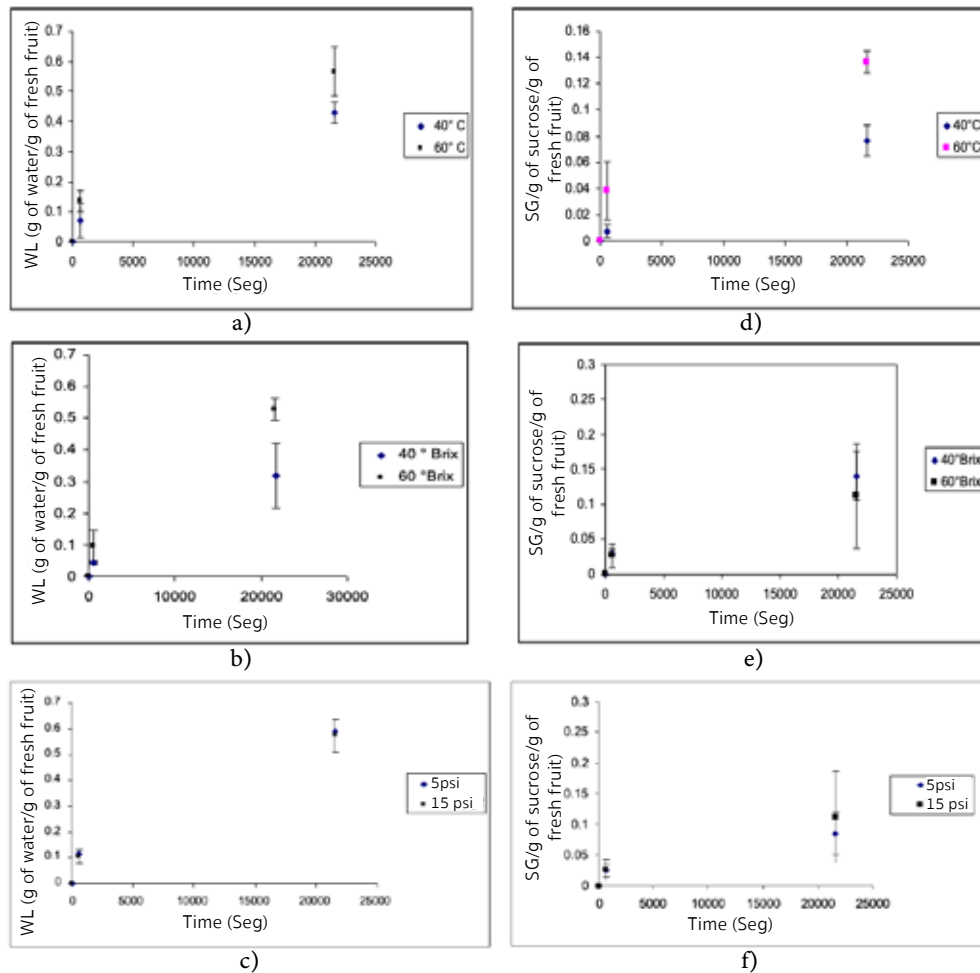 WL (g of water/g of fresh fruit)
0.7
0.6
0.5
0.4
0.3
0.2
0.1
0
0 5000 10000 15000 20000 25000
Time (Seg)
40° C
60° C
a)
SG/g of sucrose/g of
fresh fruit)
0.16
0.14
0.12
0.1
0.08
0.06
0.04
0.02
0
0 5000 10000 15000 20000 25000
Time (Seg)
40°C
60°C
d)
WL (g of water/g of fresh fruit)
0.7
0.6
0.5
0.4
0.3
0.2
0.1
0
0 10000 20000 30000
Time (Seg)
40 ° Brix
60 °Brix
b)
SG/g of sucrose/g of
fresh fruit)
0.3
0.25
0.2
0.15
0.1
0.05
0
0 5000 10000 15000 20000 25000
Time (Seg)
40°Brix
60°Brix
e)
WL (g of water/g of fresh fruit)
0.7
0.6
0.5
0.4
0.3
0.2
0.1
0
0 5000 10000 15000 20000 25000
Time (Seg)
5psi
15 psi
c)
SG/g of sucrose/g of
fresh fruit)
0.3
0.25
0.2
0.15
0.1
0.05
0
0 5000 10000 15000 20000 25000
Time (Seg)
5psi
15 psi
f)